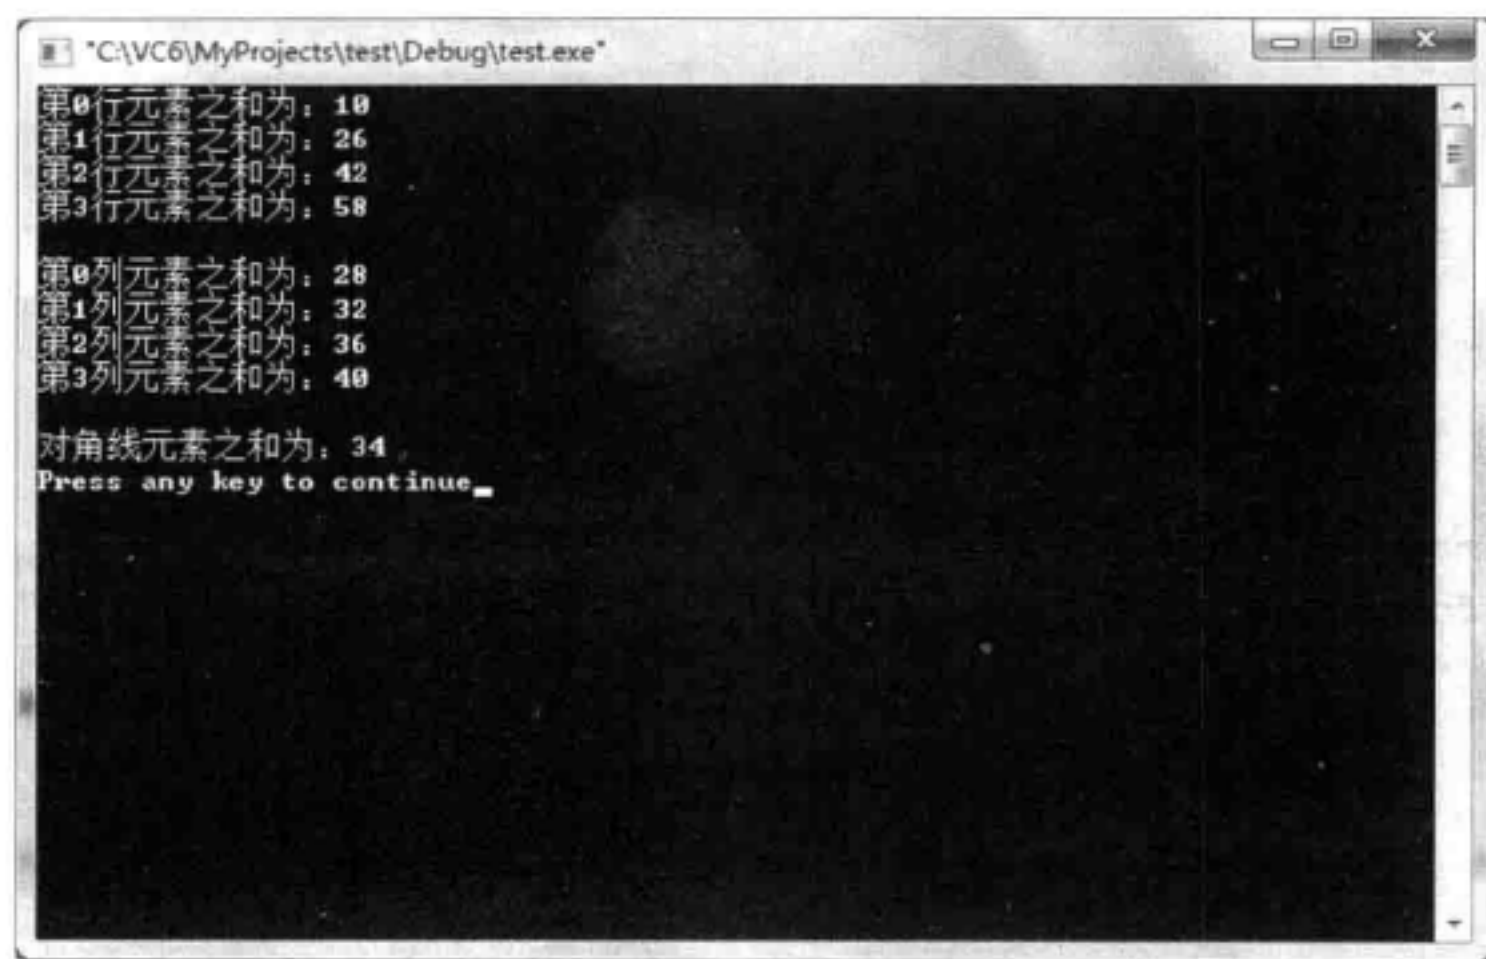 "C:\VC6\MyProjects\test\Debug\test.exe"
第0行元素之和为：10
第1行元素之和为：26
第2行元素之和为：42
第3行元素之和为：58
第0列元素之和为：28
第1列元素之和为：32
第2列元素之和为：36
第3列元素之和为：40
对角线元素之和为：34
Press any key to continue